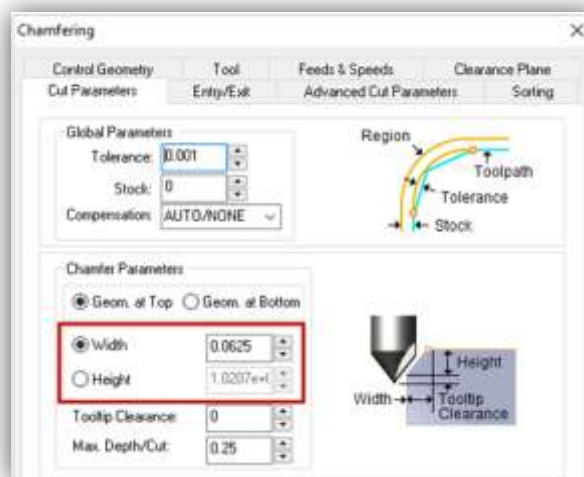 Chamfering
Control Geometry Tool Feeds & Speeds Clearance Plane
Cut Parameters Entry/Exit Advanced Cut Parameters Sorting
Global Parameters
Tolerance: 0.001
Stock: 0
Compensation: AUTO/NONE
Region
Toolpath
Tolerance
Stock
Chamfer Parameters
Geom. at Top Geom. at Bottom
Width 0.0625
Height 1.0207e+(
Tooltip Clearance: 0
Max. Depth/Cut: 0.25
Height
Width
Tooltip
Clearance